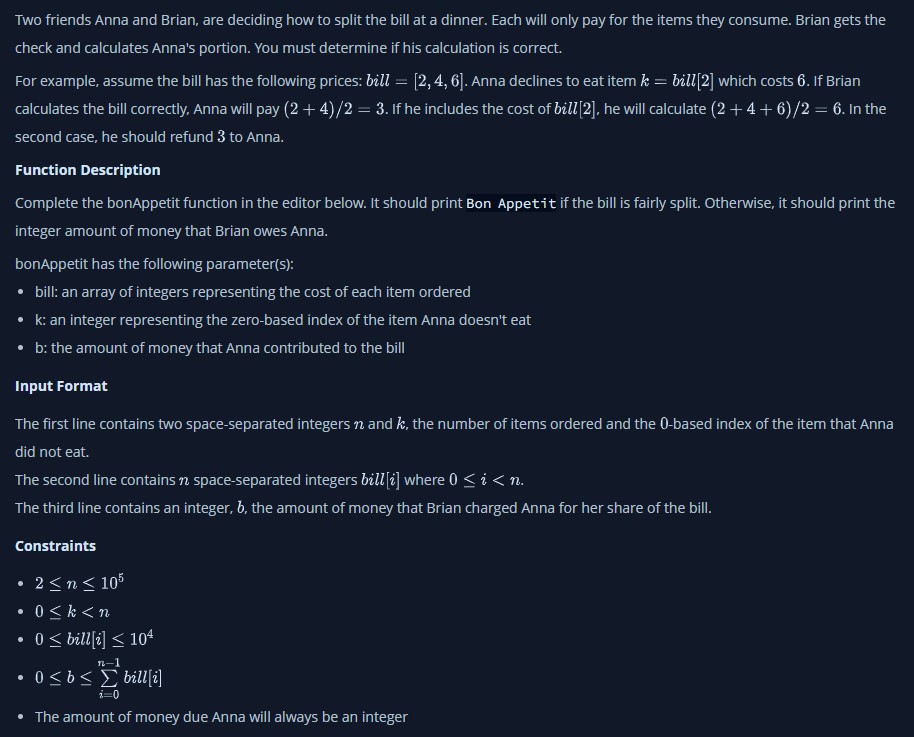 Two friends Anna and Brian, are deciding how to split the bill at a dinner. Each will only pay for the items they consume. Brian gets the
check and calculates Anna's portion. You must determine if his calculation is correct.
For example, assume the bill has the following prices: bill = [2, 4, 6]. Anna declines to eat item k = bill[2] which costs 6. If Brian
calculates the bill correctly, Anna will pay (2 + 4)/2 = 3. If he includes the cost of bill[2], he will calculate (2 + 4 + 6)/2 = 6. In the
second case, he should refund 3 to Anna.
Function Description
Complete the bonAppetit function in the editor below. It should print Bon Appetit if the bill is fairly split. Otherwise, it should print the
integer amount of money that Brian owes Anna.
bonAppetit has the following parameter(s):
• bill: an array of integers representing the cost of each item ordered
• k: an integer representing the zero-based index of the item Anna doesn't eat
• b: the amount of money that Anna contributed to the bill
Input Format
The first line contains two space-separated integers n and k, the number of items ordered and the 0-based index of the item that Anna
did not eat.
The second line contains n space-separated integers bill[i] where 0 ≤ i < n.
The third line contains an integer, b, the amount of money that Brian charged Anna for her share of the bill.
Constraints
• 2 ≤ n ≤ 10⁵
• 0 ≤ k < n
• 0 ≤ bill[i] ≤ 10⁴
• 0 ≤ b ≤ ∑_{i=0}^{n−1} bill[i]
• The amount of money due Anna will always be an integer